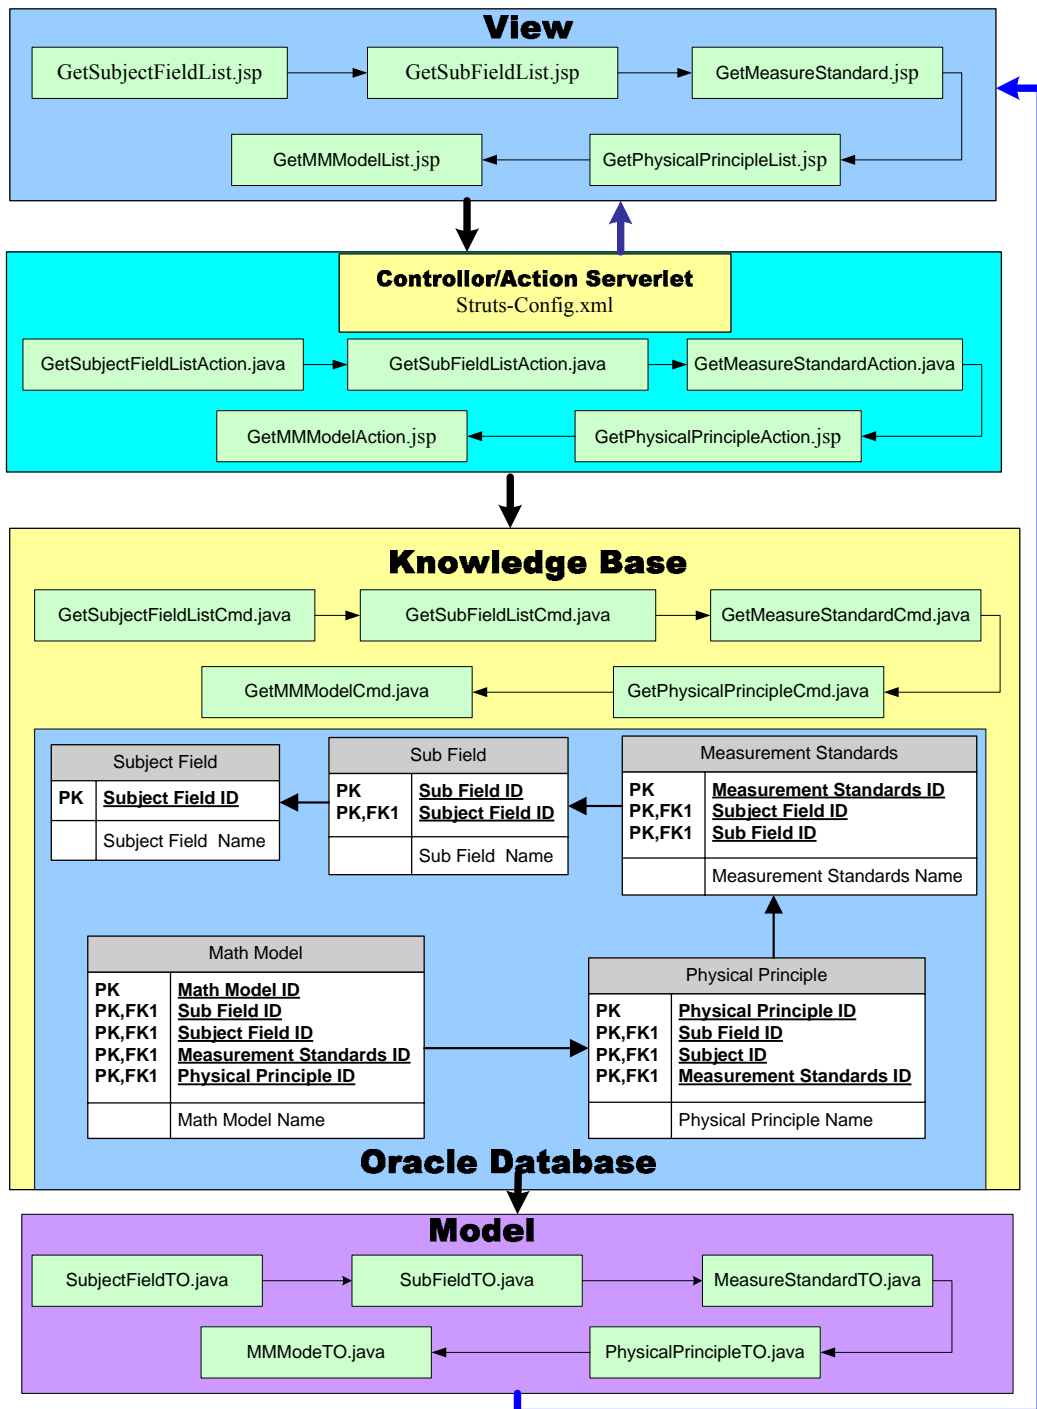 View
GetSubjectFieldList.jsp
GetSubFieldList.jsp
GetMeasureStandard.jsp
GetMMModelList.jsp
GetPhysicalPrincipleList.jsp
Controllor/Action Serverlet
Struts-Config.xml
GetSubjectFieldListAction.java
GetSubFieldListAction.java
GetMeasureStandardAction.java
GetMMModelAction.jsp
GetPhysicalPrincipleAction.jsp
Knowledge Base
GetSubjectFieldListCmd.java
GetSubFieldListCmd.java
GetMeasureStandardCmd.java
GetMMModelCmd.java
GetPhysicalPrincipleCmd.java
Subject Field
PK Subject Field ID
Subject Field Name
Sub Field
PK Sub Field ID
PK,FK1 Subject Field ID
Sub Field Name
Measurement Standards
PK Measurement Standards ID
PK,FK1 Subject Field ID
PK,FK1 Sub Field ID
Measurement Standards Name
Math Model
PK Math Model ID
PK,FK1 Sub Field ID
PK,FK1 Subject Field ID
PK,FK1 Measurement Standards ID
PK,FK1 Physical Principle ID
Math Model Name
Physical Principle
PK Physical Principle ID
PK,FK1 Sub Field ID
PK,FK1 Subject ID
PK,FK1 Measurement Standards ID
Physical Principle Name
Oracle Database
Model
SubjectFieldTO.java
SubFieldTO.java
MeasureStandardTO.java
MMModeTO.java
PhysicalPrincipleTO.java